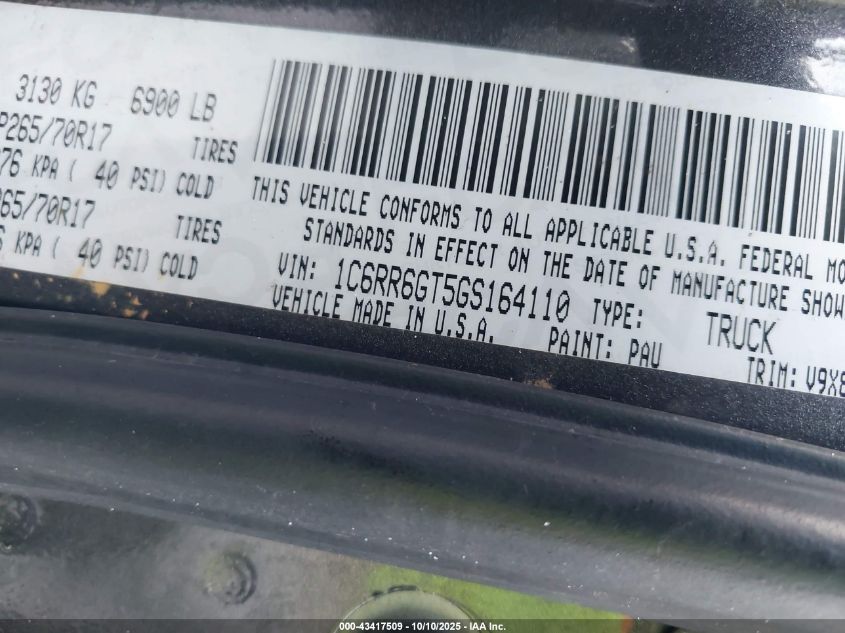 3130 KG 6900 LB
P265/70R17 TIRES
76 KPA ( 40 PSI) COLD
265/70R17 TIRES
KPA ( 40 PSI) COLD
THIS VEHICLE CONFORMS TO ALL APPLICABLE U.S.A. FEDERAL MO
STANDARDS IN EFFECT ON THE DATE OF MANUFACTURE SHOW
VIN: 1C6RR6GT5GS164110 TYPE: TRUCK
VEHICLE MADE IN U.S.A. PAINT: PAU TRIM: V9X8
000-43417509 - 10/10/2025 - IAA Inc.